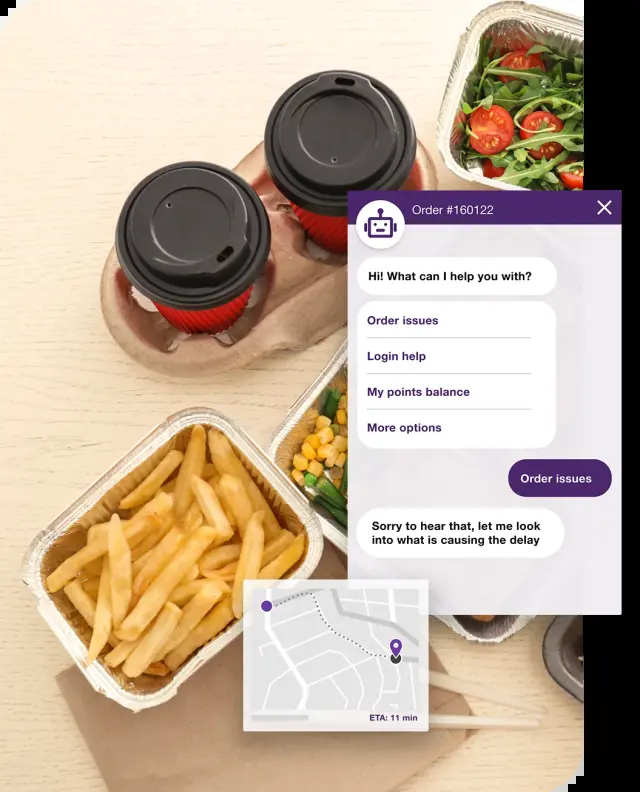 Order #160122
Hi! What can I help you with?
Order issues
Login help
My points balance
More options
Order issues
Sorry to hear that, let me look
into what is causing the delay
ETA: 11 min